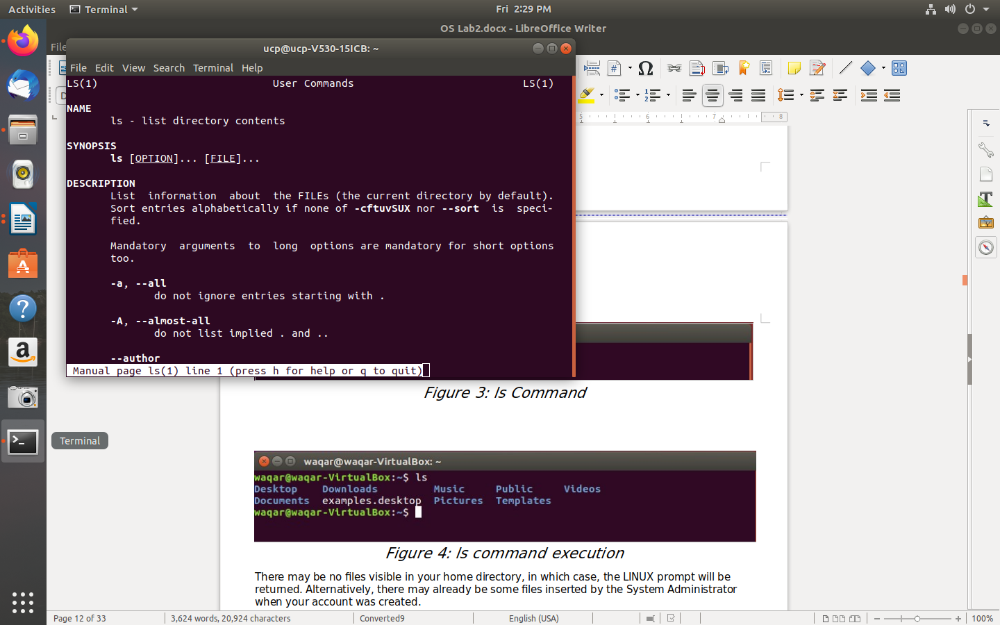 Activities
Terminal
Fri 2:29 PM
OS Lab2.docx - LibreOffice Writer
File
ucp@ucp-V530-15ICB: ~
File Edit View Search Terminal Help
LS(1) User Commands LS(1)
NAME
ls - list directory contents
SYNOPSIS
ls [OPTION]... [FILE]...
DESCRIPTION
List information about the FILEs (the current directory by default).
Sort entries alphabetically if none of -cftuvSUX nor --sort is speci-
fied.
Mandatory arguments to long options are mandatory for short options
too.
-a, --all
do not ignore entries starting with .
-A, --almost-all
do not list implied . and ..
--author
Manual page ls(1) line 1 (press h for help or q to quit)
5 6 7 8
Figure 3: ls Command
Terminal
waqar@waqar-VirtualBox: ~
waqar@waqar-VirtualBox:~$ ls
Desktop Downloads Music Public Videos
Documents examples.desktop Pictures Templates
waqar@waqar-VirtualBox:~$
Figure 4: ls command execution
There may be no files visible in your home directory, in which case, the LINUX prompt will be
returned. Alternatively, there may already be some files inserted by the System Administrator
when your account was created.
Page 12 of 33
3,624 words, 20,924 characters
Converted9
English (USA)
100%